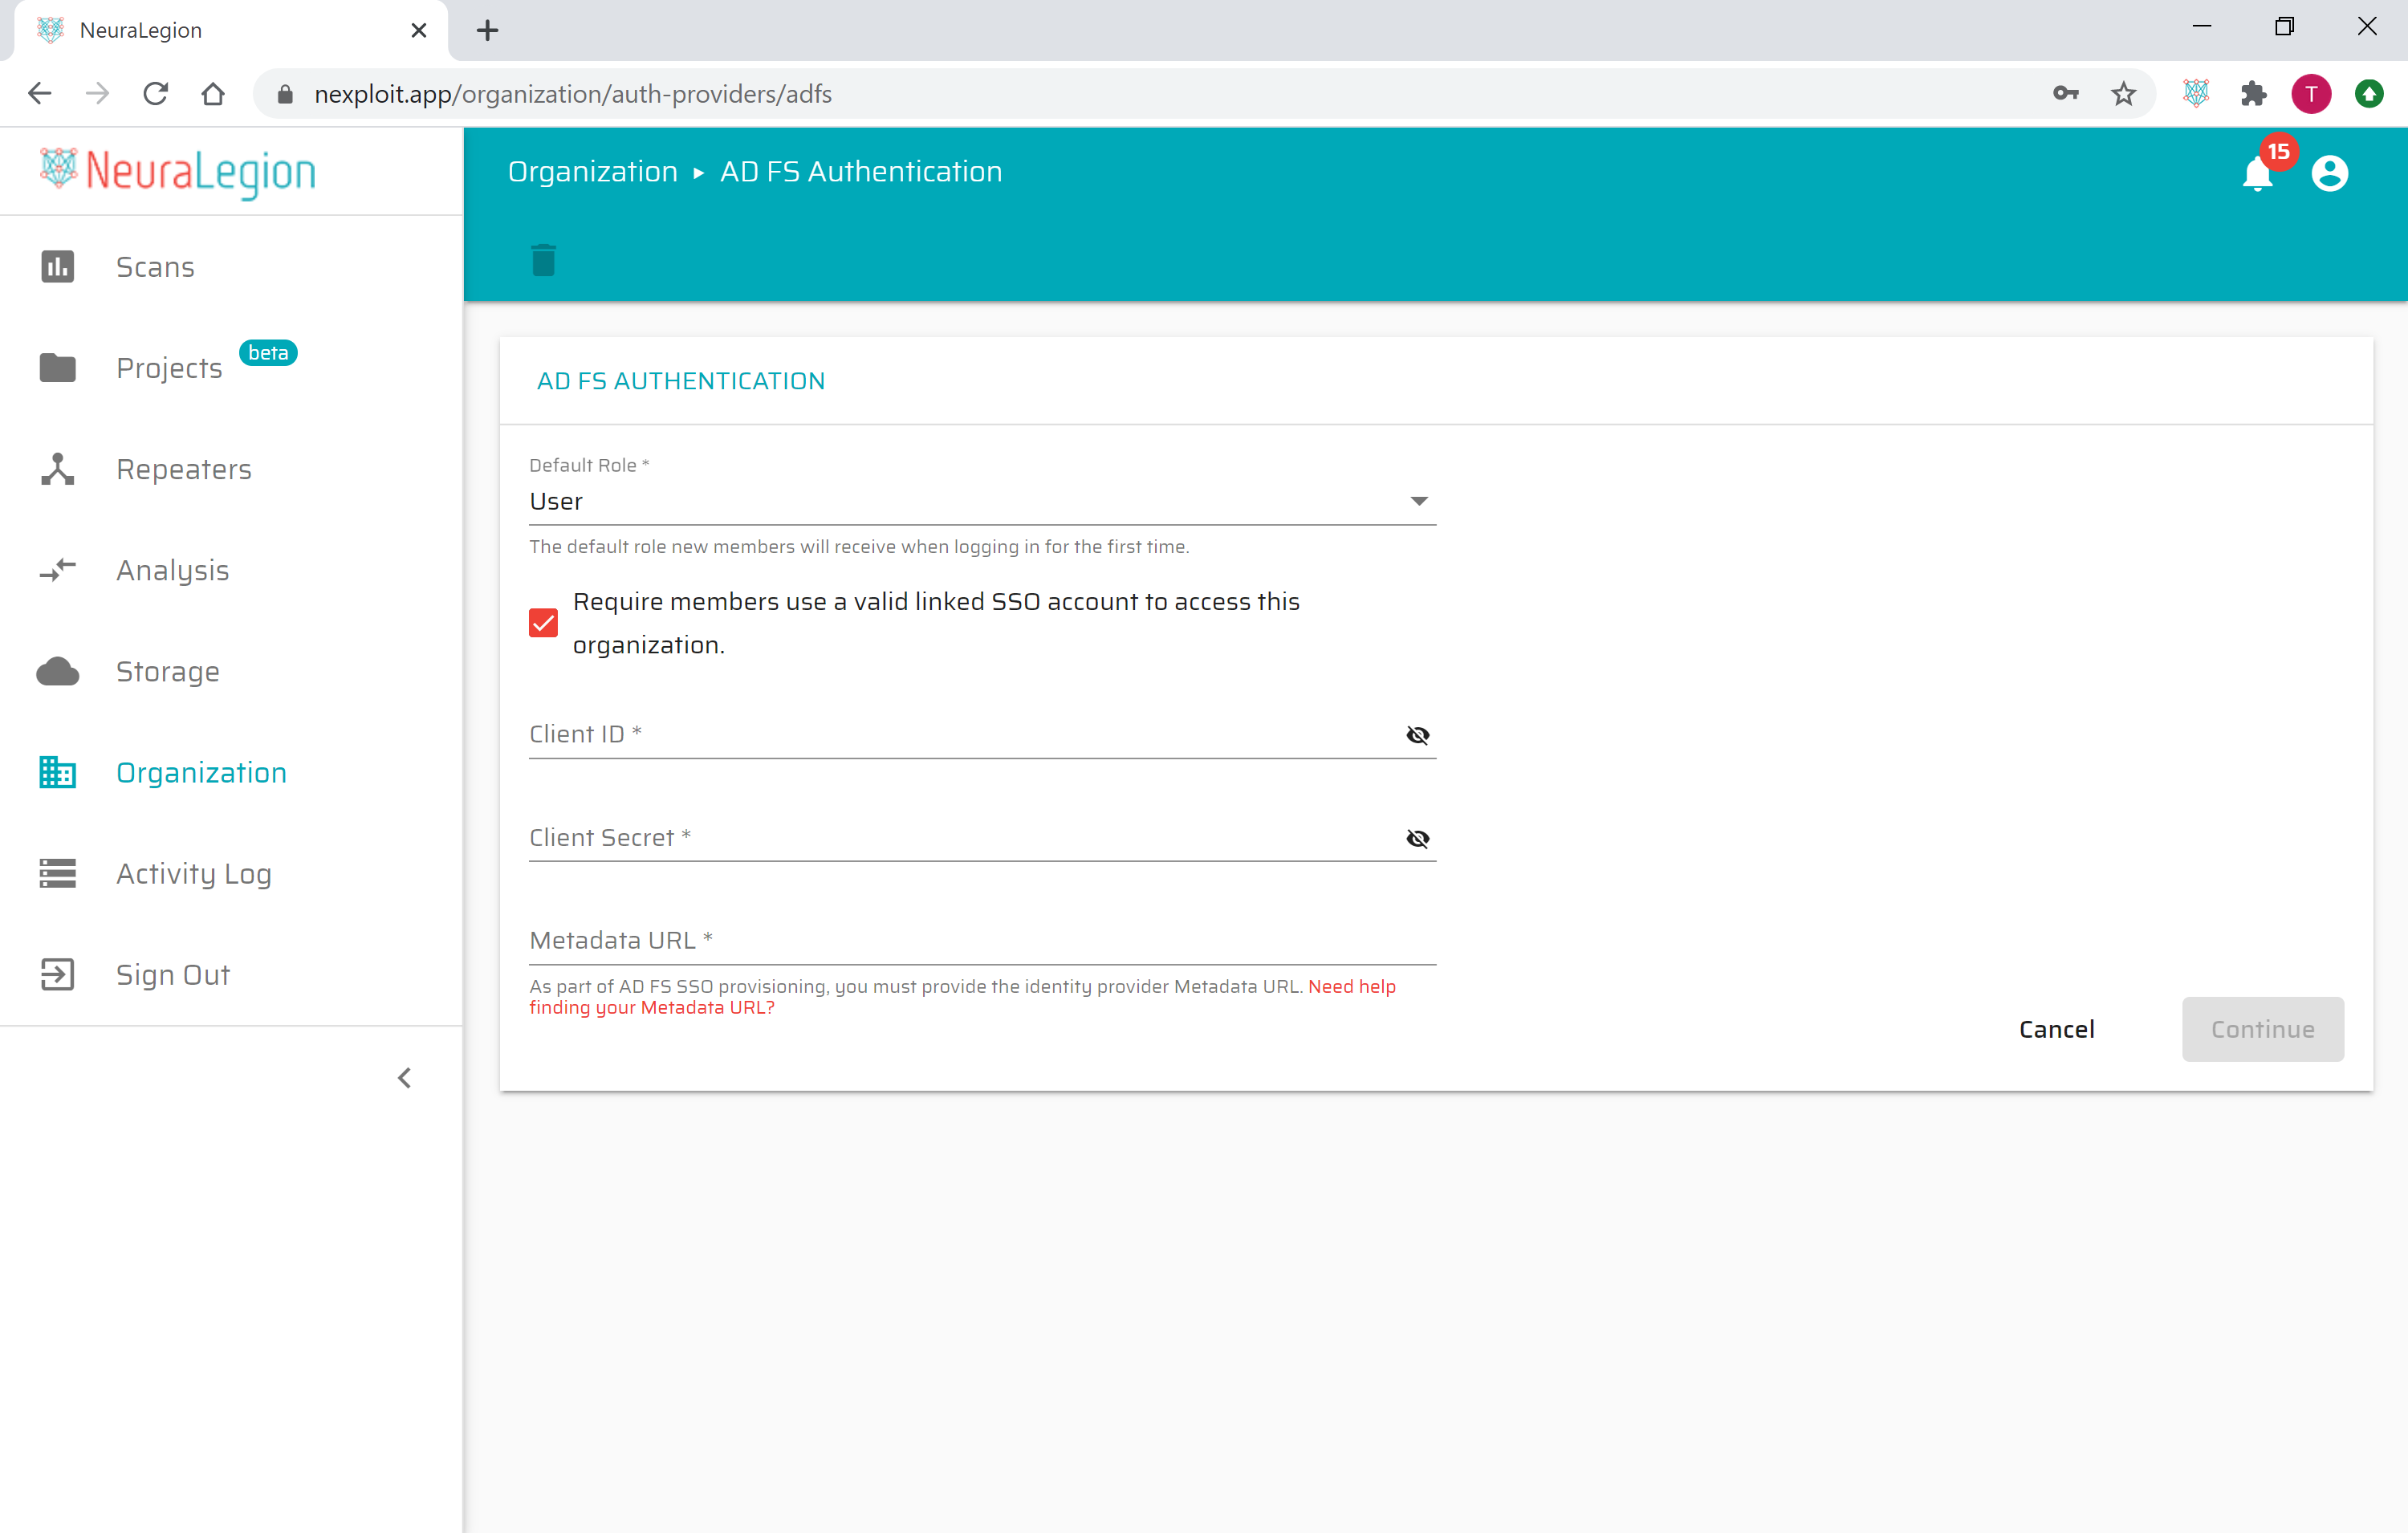 NeuraLegion
nexploit.app/organization/auth-providers/adfs
T
NeuraLegion
Organization ▸ AD FS Authentication
15
Scans
Projects beta
Repeaters
Analysis
Storage
Organization
Activity Log
Sign Out
AD FS AUTHENTICATION
Default Role *
User
The default role new members will receive when logging in for the first time.
Require members use a valid linked SSO account to access this
organization.
Client ID *
Client Secret *
Metadata URL *
As part of AD FS SSO provisioning, you must provide the identity provider Metadata URL. Need help
finding your Metadata URL?
Cancel
Continue